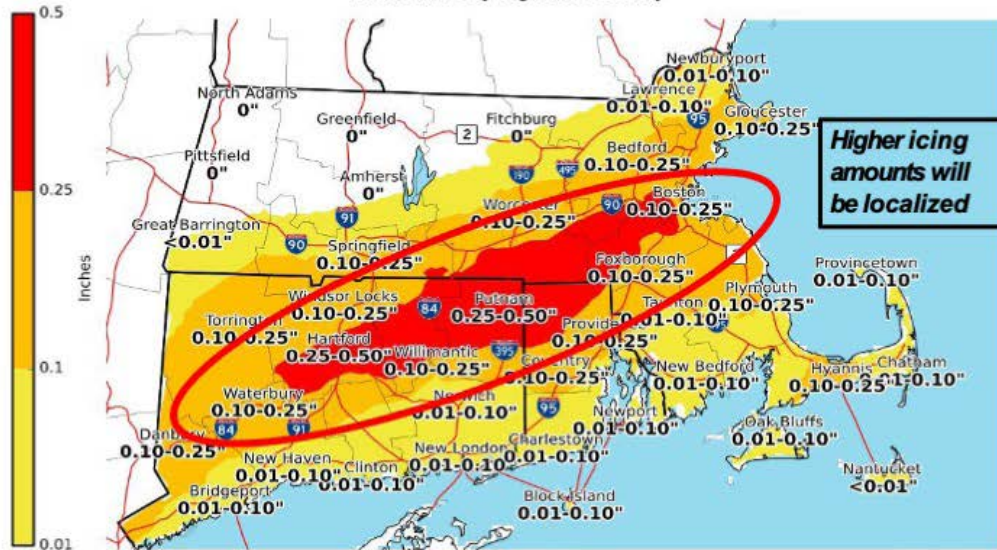 0.5
0.25
0.1
0.01
Inches
Newburyport
0.01-0.10"
Lawrence
0.01-0.10"
North Adams
0"
Greenfield
0"
2
Fitchburg
0"
95
Gloucester
0.10-0.25"
Bedford
0.10-0.25"
Higher icing
amounts will
be localized
Pittsfield
0"
Amherst
0"
190
495
Boston
0.10-0.25"
Worcester
0.10-0.25"
90
91
Great Barrington
<0.01"
90
Springfield
0.10-0.25"
Foxborough
0.10-0.25"
Provincetown
0.01-0.10"
Windsor Locks
0.10-0.25"
84
Putnam
0.25-0.50"
Taunton
0.01-0.10"
Plymouth
0.10-0.25"
Torrington
0.10-0.25"
Hartford
0.25-0.50"
Willimantic
0.10-0.25"
395
0.10-0.25"
Coventry
0.10-0.25"
New Bedford
0.01-0.10"
Hyannis
0.10-0.25
Chatham
Waterbury
0.10-0.25"
Norwich
0.01-0.10"
95
Newport
0.01-0.10"
Oak Bluffs
0.01-0.10"
Danbury
0.10-0.25"
84
91
New Haven
0.01-0.10"
Clinton
0.01-0.10"
New London
0.01-0.10
Charlestown
0.01-0.10"
Nantucket
<0.01"
Bridgeport
0.01-0.10"
Block Island
0.01-0.10"